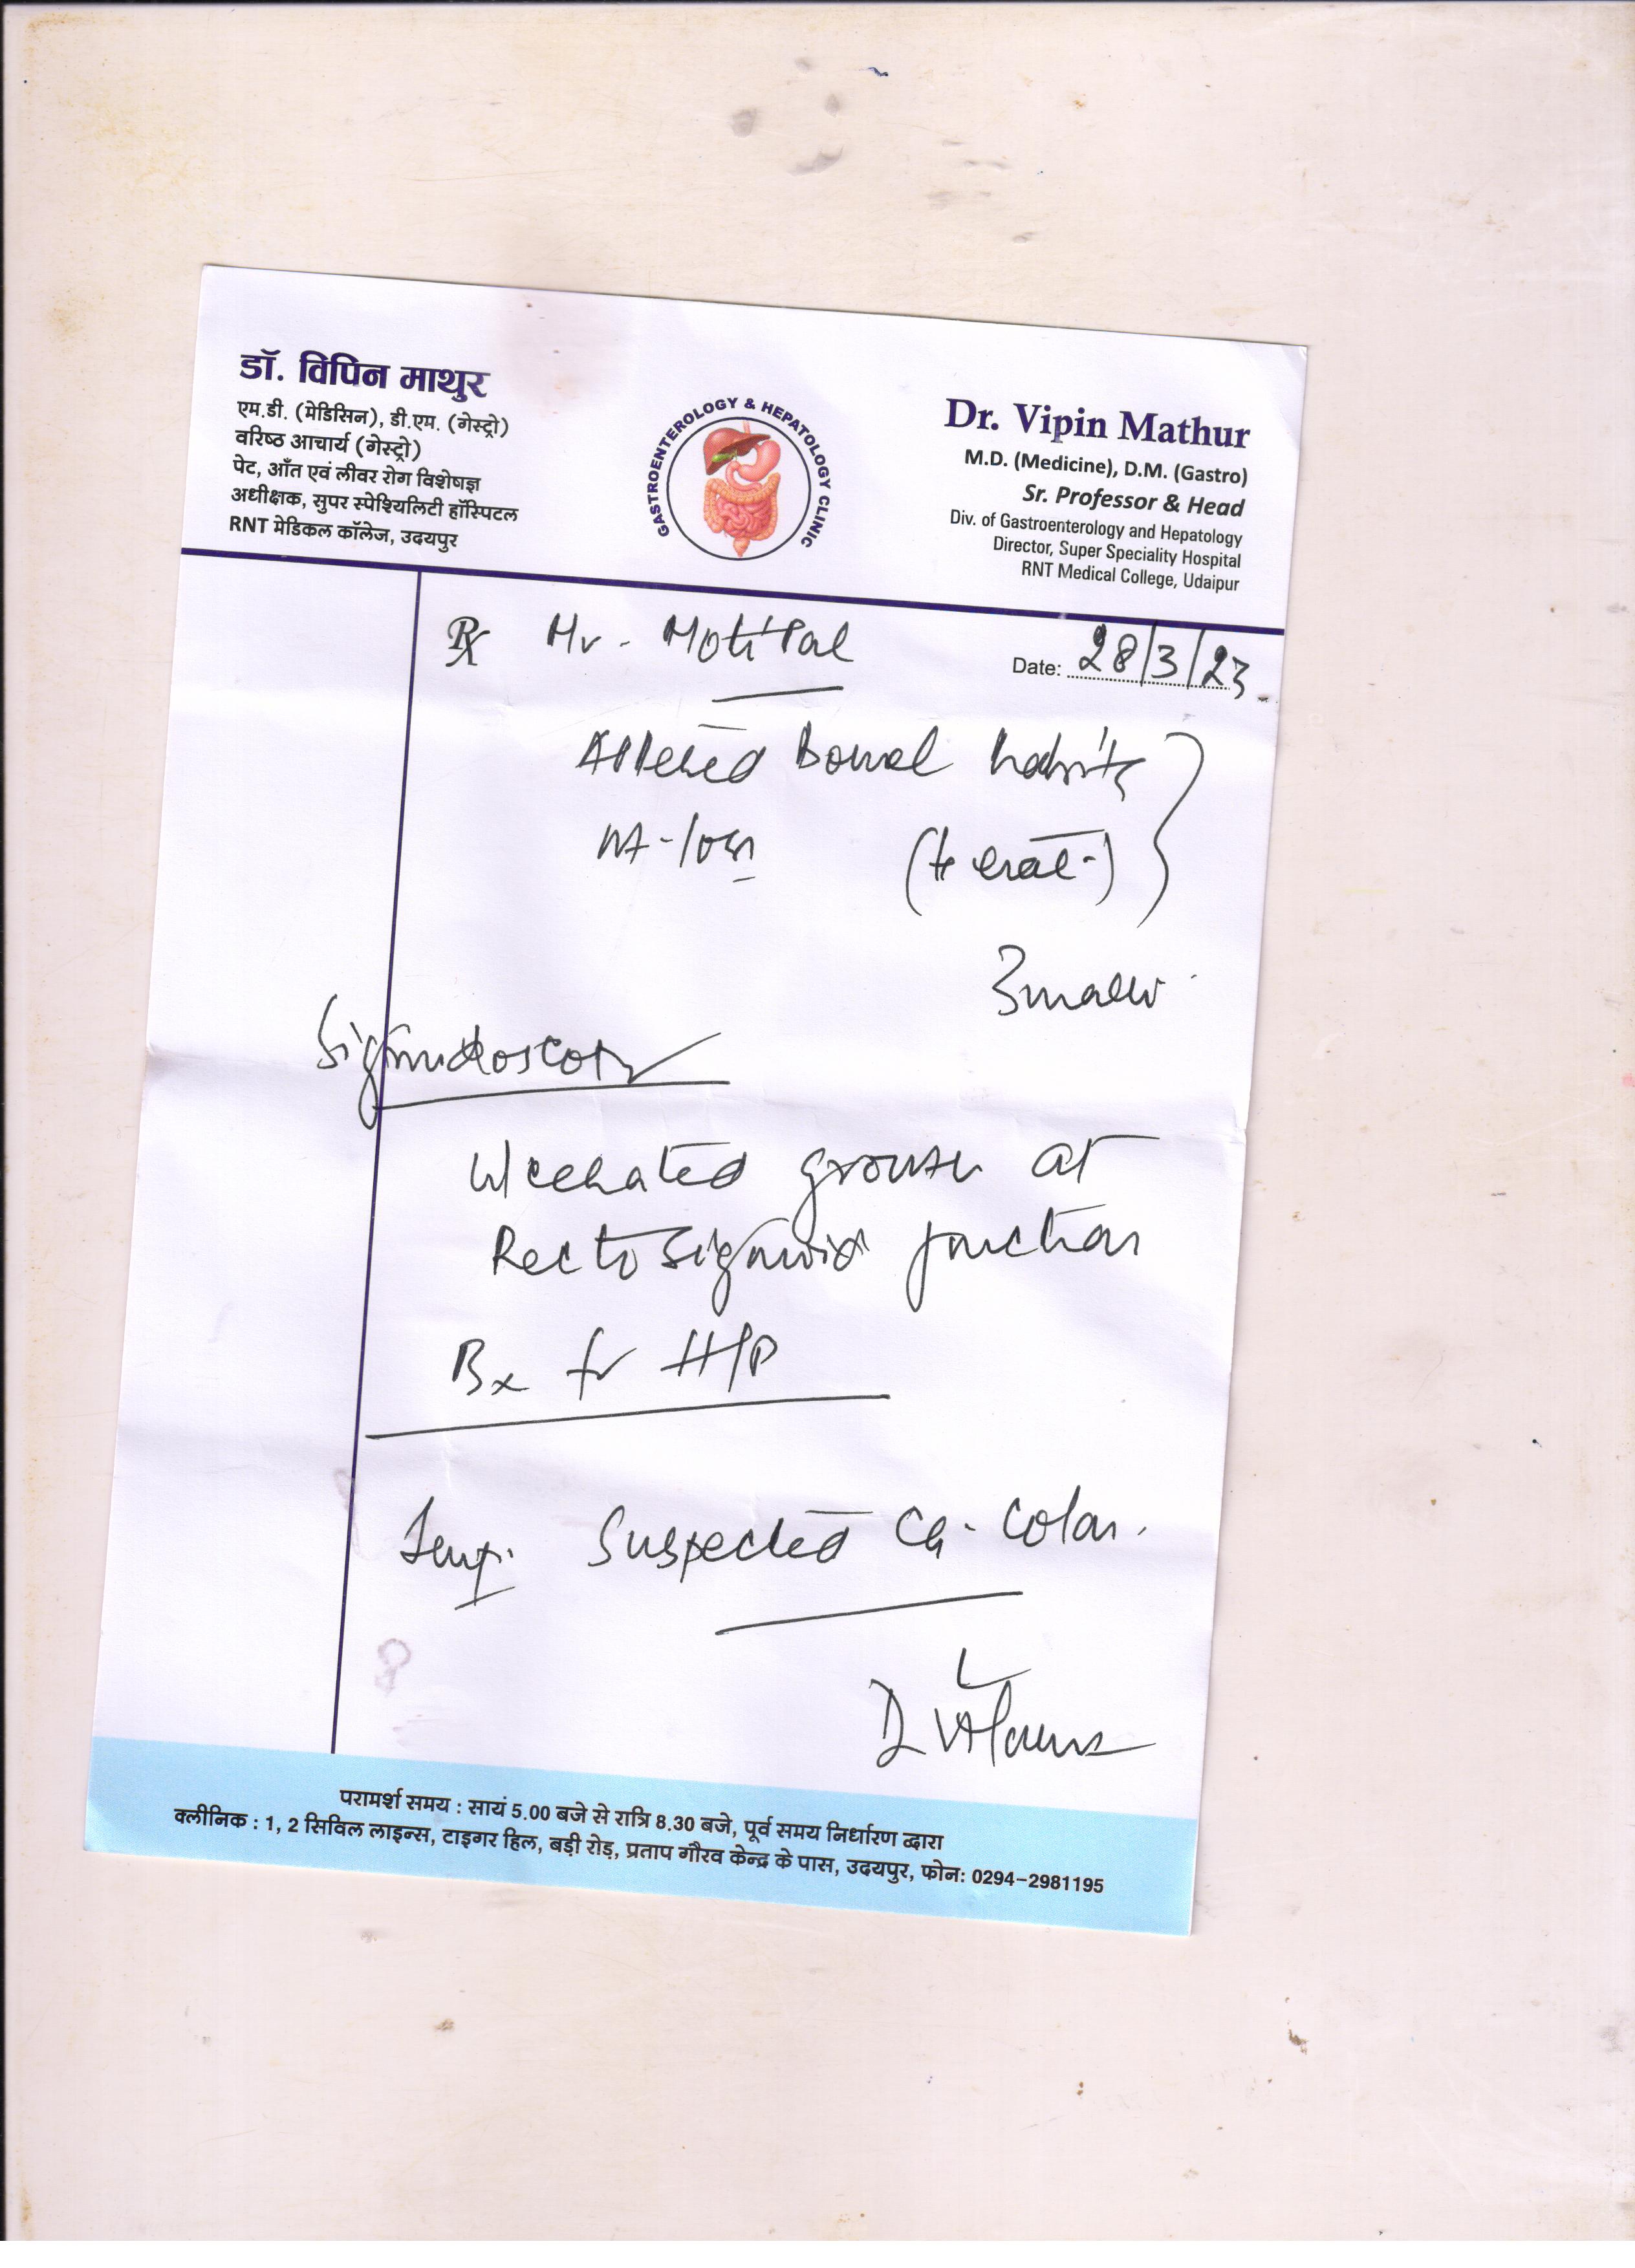 डॉ. विपिन माथुर
एम.डी. (मेडिसिन), डी.एम. (गेस्ट्रो)
वरिष्ठ आचार्य (गेस्ट्रो)
पेट, आँत एवं लीवर रोग विशेषज्ञ
अधीक्षक, सुपर स्पेश्यिलिटी हॉस्पिटल
RNT मेडिकल कॉलेज, उदयपुर
GASTROENTEROLOGY & HEPATOLOGY CLINIC
Dr. Vipin Mathur
M.D. (Medicine), D.M. (Gastro)
Sr. Professor & Head
Div. of Gastroenterology and Hepatology
Director, Super Speciality Hospital
RNT Medical College, Udaipur
Rx Mr. Motilal
Date: 28/3/23
Altered Bowel habits
wt-loss
Sigmoidoscopy
Ulcerated growth at
Rectosigmoid junction
Bx for H/P
Imp. Suspected Ca. Colon.
परामर्श समय : सायं 5.00 बजे से रात्रि 8.30 बजे, पूर्व समय निर्धारण द्वारा
क्लीनिक : 1, 2 सिविल लाइन्स, टाइगर हिल, बड़ी रोड़, प्रताप गौरव केन्द्र के पास, उदयपुर, फोन: 0294-2981195